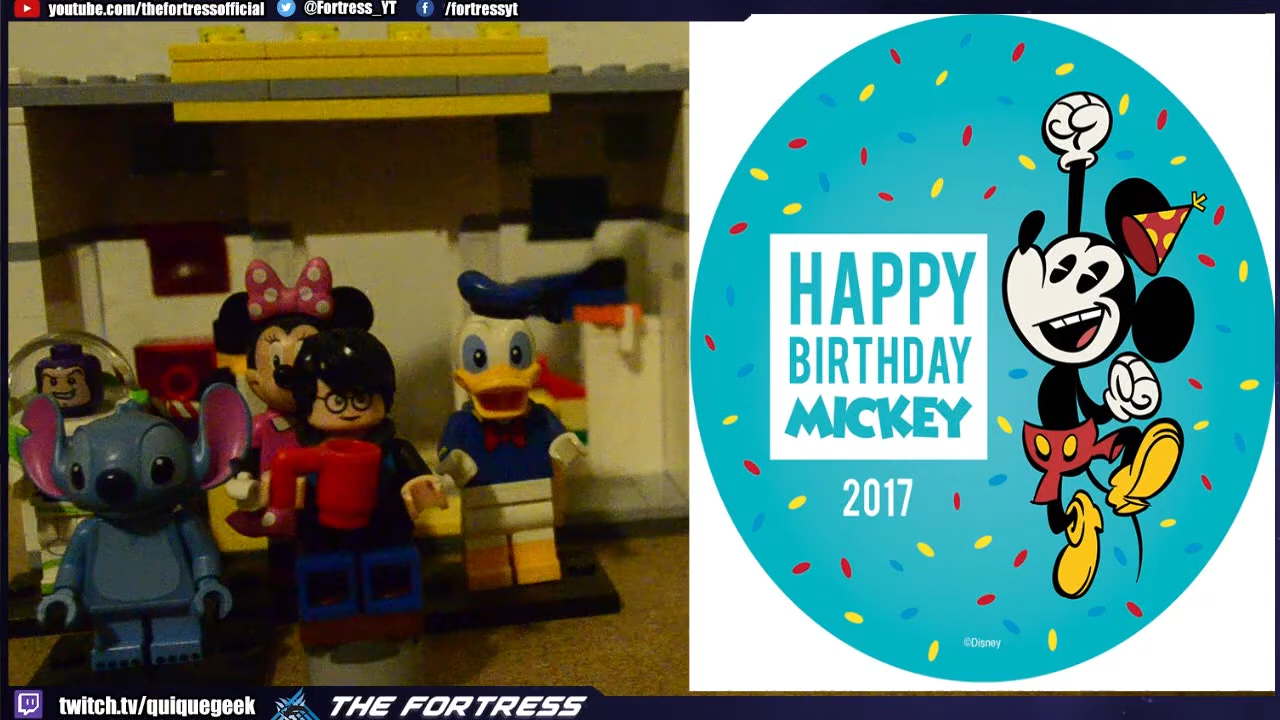 youtube.com/thefortressofficial @Fortress_YT /fortressyt
HAPPY
BIRTHDAY
MICKEY
2017
©Disney
twitch.tv/quiquegeek THE FORTRESS